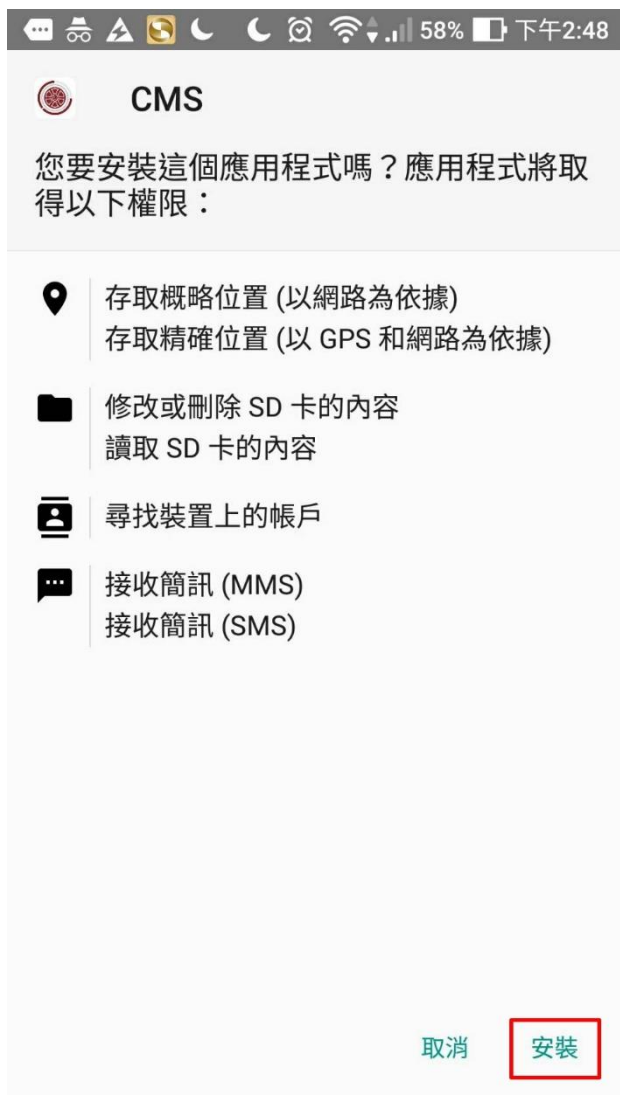 58% 下午2:48
CMS
您要安裝這個應用程式嗎？應用程式將取
得以下權限：
存取概略位置 (以網路為依據)
存取精確位置 (以 GPS 和網路為依據)
修改或刪除 SD 卡的內容
讀取 SD 卡的內容
尋找裝置上的帳戶
接收簡訊 (MMS)
接收簡訊 (SMS)
取消 安裝